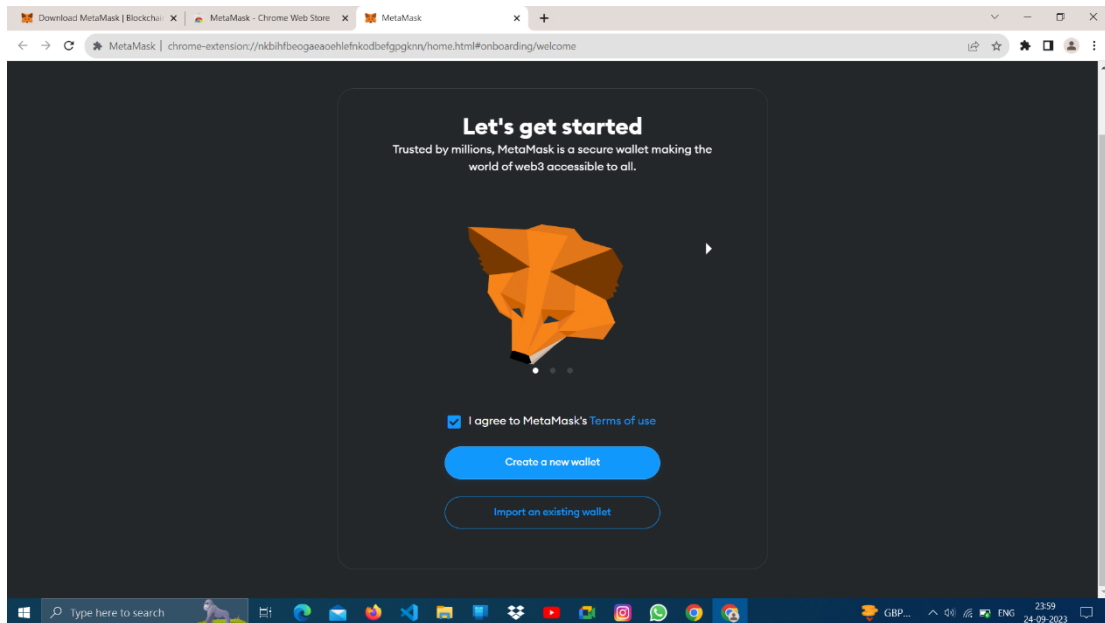 Download MetaMask | Blockchain
MetaMask - Chrome Web Store
MetaMask
MetaMask | chrome-extension://nkbihfbeogaeaoehlefnkodbefgpgknn/home.html#onboarding/welcome
Let's get started
Trusted by millions, MetaMask is a secure wallet making the
world of web3 accessible to all.
I agree to MetaMask's Terms of use
Create a new wallet
Import an existing wallet
Type here to search
GBP...
ENG
23:59
24-09-2023